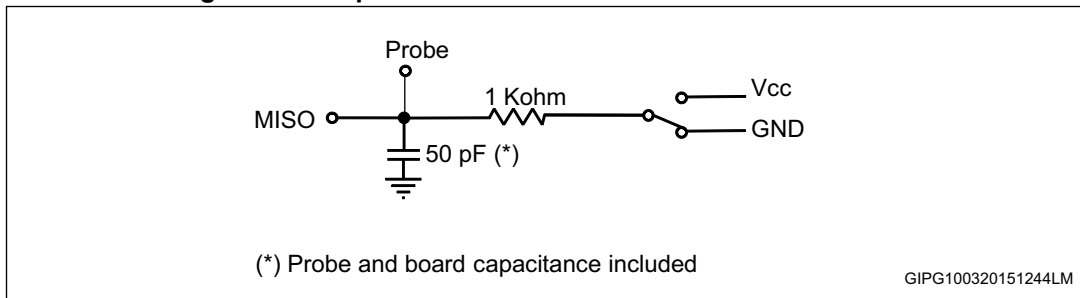 Probe
1 Kohm
Vcc
MISO
GND
50 pF (*)
(*) Probe and board capacitance included
GIPG100320151244LM